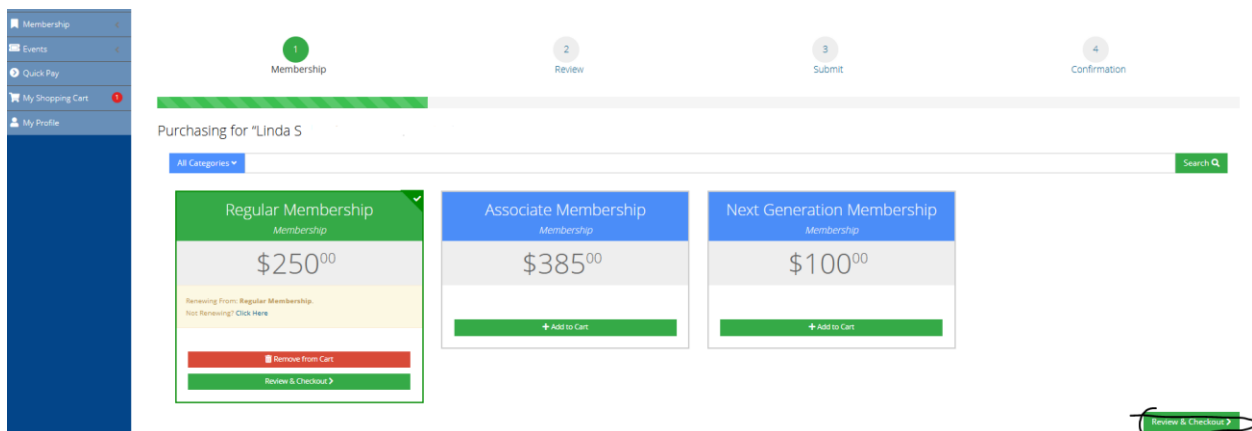 Membership
Events
Quick Pay
My Shopping Cart 1
My Profile
1 2 3 4
Membership Review Submit Confirmation
Purchasing for "Linda S
All Categories Search
Regular Membership
Membership
$250.00
Renewing From: Regular Membership.
Not Renewing? Click Here
Remove from Cart
Review & Checkout
Associate Membership
Membership
$385.00
Add to Cart
Next Generation Membership
Membership
$100.00
Add to Cart
Review & Checkout